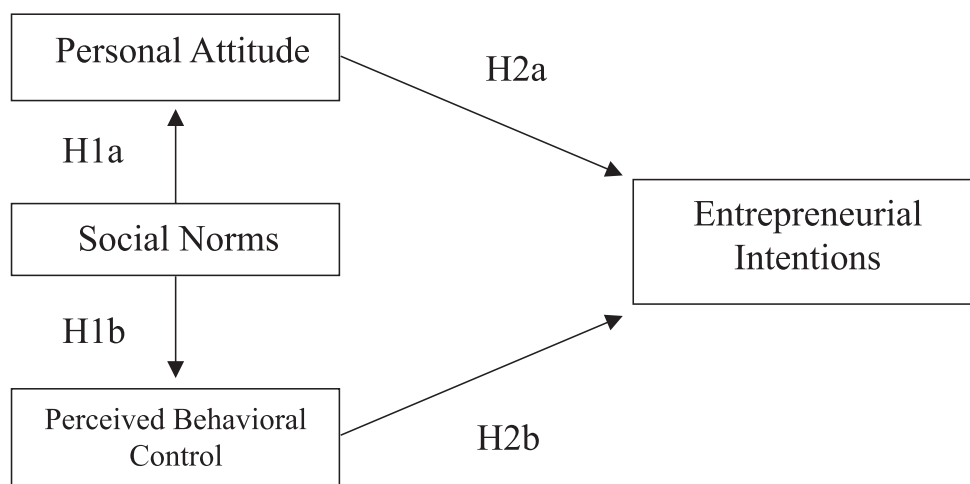 Personal Attitude
H2a
H1a
Social Norms
Entrepreneurial
Intentions
H1b
Perceived Behavioral
Control
H2b